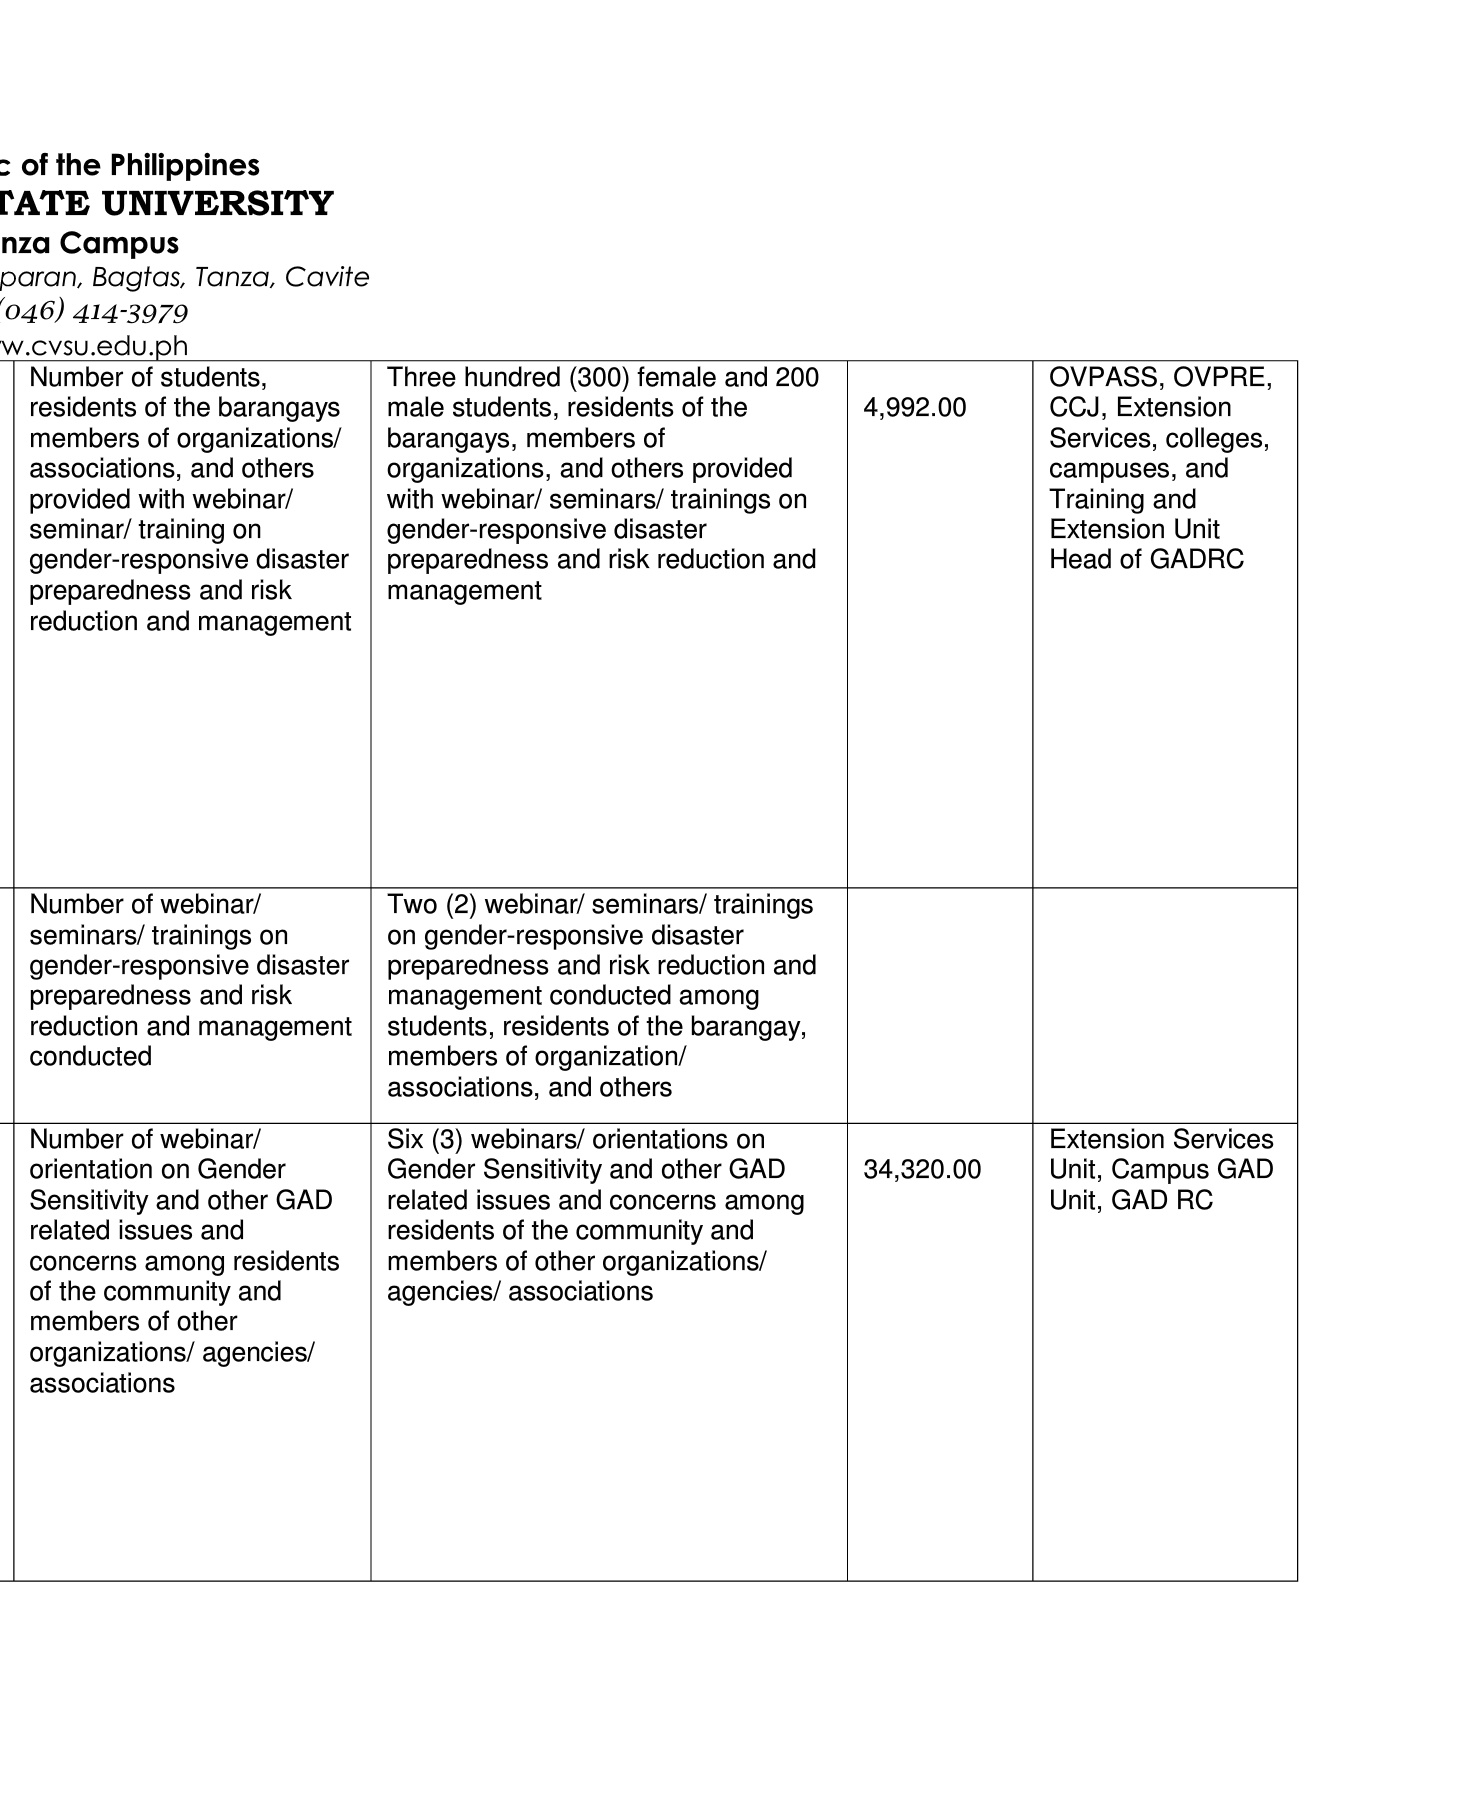 c of the Philippines
TATE UNIVERSITY
nza Campus
paran, Bagtas, Tanza, Cavite
(046) 414-3979
w.cvsu.edu.ph
Number of students,
residents of the barangays
members of organizations/
associations, and others
provided with webinar/
seminar/ training on
gender-responsive disaster
preparedness and risk
reduction and management
Three hundred (300) female and 200
male students, residents of the
barangays, members of
organizations, and others provided
with webinar/ seminars/ trainings on
gender-responsive disaster
preparedness and risk reduction and
management
4,992.00
OVPASS, OVPRE,
CCJ, Extension
Services, colleges,
campuses, and
Training and
Extension Unit
Head of GADRC
Number of webinar/
seminars/ trainings on
gender-responsive disaster
preparedness and risk
reduction and management
conducted
Two (2) webinar/ seminars/ trainings
on gender-responsive disaster
preparedness and risk reduction and
management conducted among
students, residents of the barangay,
members of organization/
associations, and others
Number of webinar/
orientation on Gender
Sensitivity and other GAD
related issues and
concerns among residents
of the community and
members of other
organizations/ agencies/
associations
Six (3) webinars/ orientations on
Gender Sensitivity and other GAD
related issues and concerns among
residents of the community and
members of other organizations/
agencies/ associations
34,320.00
Extension Services
Unit, Campus GAD
Unit, GAD RC